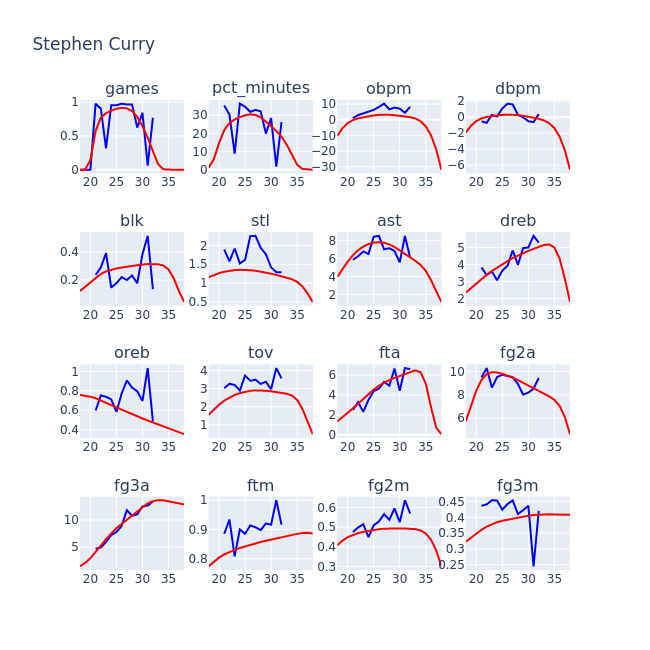 Stephen Curry
games pct_minutes obpm dbpm
1 0.5 0 20 25 30 35
30 20 10 0 20 25 30 35
10 0 −10 −20 −30 20 25 30 35
2 0 −2 −4 −6 20 25 30 35
blk stl ast dreb
0.4 0.2 20 25 30 35
2 1.5 1 0.5 20 25 30 35
8 6 4 2 20 25 30 35
5 4 3 2 20 25 30 35
oreb tov fta fg2a
1 0.8 0.6 0.4 20 25 30 35
4 3 2 1 20 25 30 35
6 4 2 0 20 25 30 35
10 8 6 20 25 30 35
fg3a ftm fg2m fg3m
10 5 20 25 30 35
1 0.9 0.8 20 25 30 35
0.6 0.5 0.4 0.3 20 25 30 35
0.45 0.4 0.35 0.3 0.25 20 25 30 35